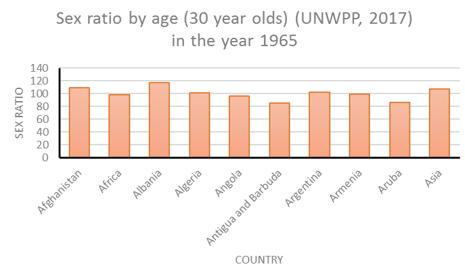 Sex ratio by age (30 year olds) (UNWPP, 2017)
in the year 1965
SEX RATIO
140
120
100
80
60
40
20
0
Afghanistan
Africa
Albania
Algeria
Angola
Antigua and Barbuda
Argentina
Armenia
Aruba
Asia
COUNTRY